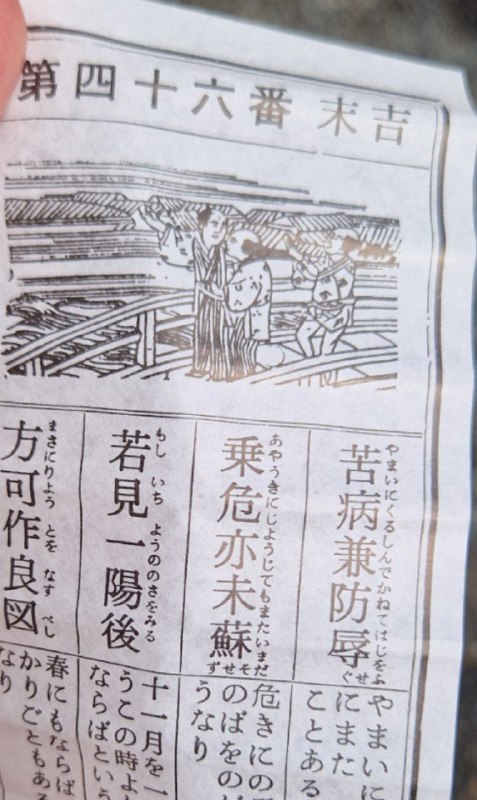 第四十六番 末吉
やまいにくるしんでかねてはじをふせぐ
苦病兼防辱
あやうきにじようじてもまたいまだそせず
乗危亦未蘇
もし いち ようののさをみる
若見一陽後
まさにりよう とを なす べし
方可作良図
やまいに
にまた
ことある
危きにの
のばをのば
うなり
十一月を一
うこの時よ
ならばという
春にもならば
かりごともある
なり